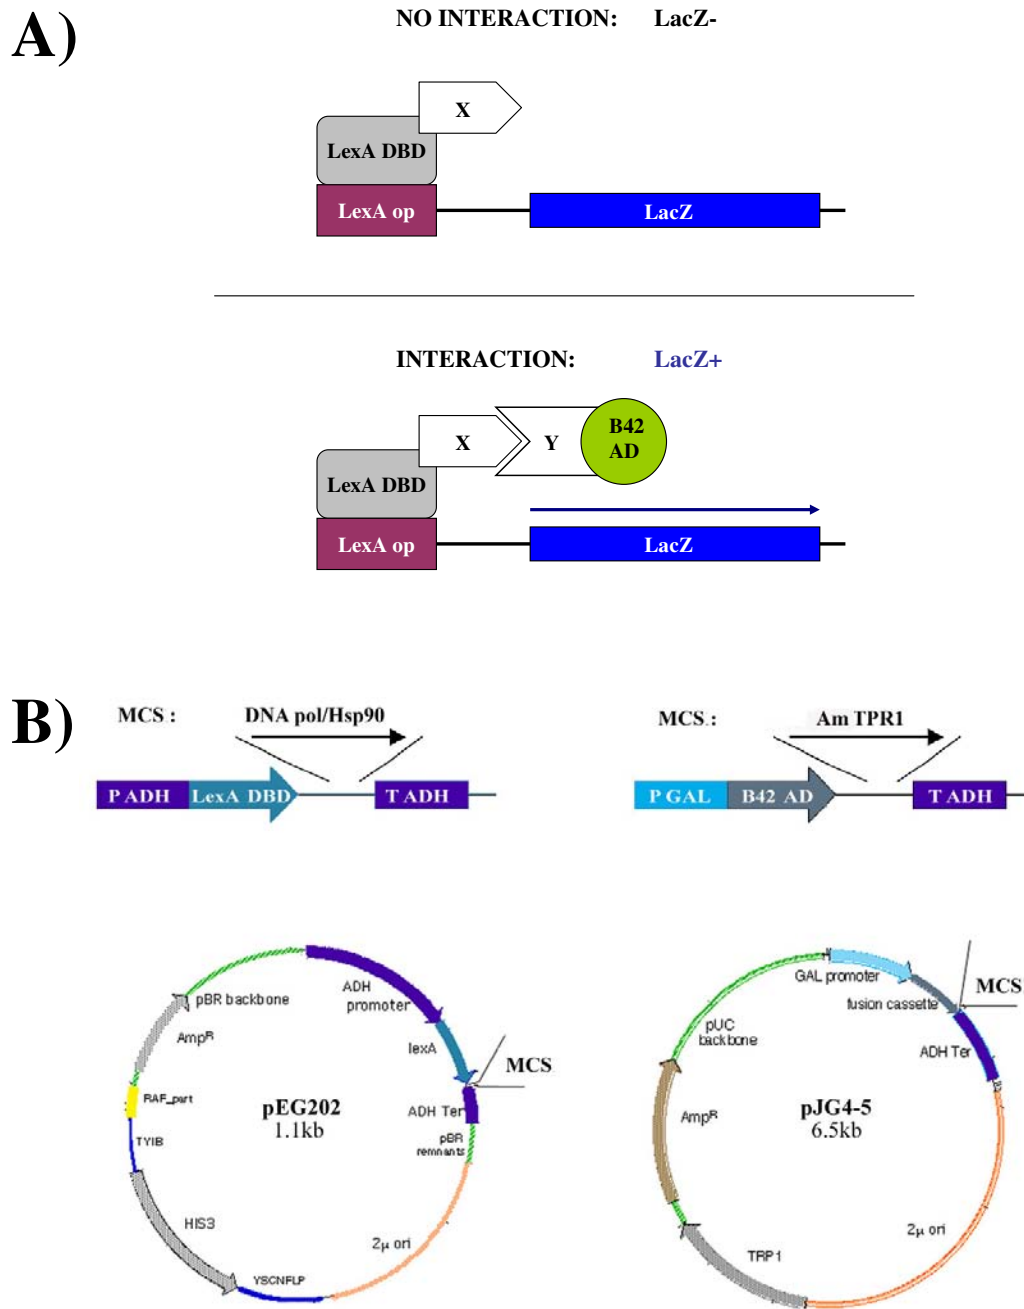 A)
NO INTERACTION: LacZ-
X
LexA DBD
LexA op
LacZ
INTERACTION: LacZ+
X
Y
B42
AD
LexA DBD
LexA op
LacZ
B)
MCS :
DNA pol/Hsp90
P ADH
LexA DBD
T ADH
MCS.:
Am TPR1
P GAL
B42 AD
T ADH
pBR backbone
ADH
promoter
AmpR
lexA
MCS
RAF_part
ADH Ter
pEG202
1.1kb
TYIB
pBR
remnants
HIS3
2μ ori
YSCNFLP
GAL promoter
MCS
fusion cassette
pUC
backbone
ADH Ter
AmpR
pJG4-5
6.5kb
2μ ori
TRP1